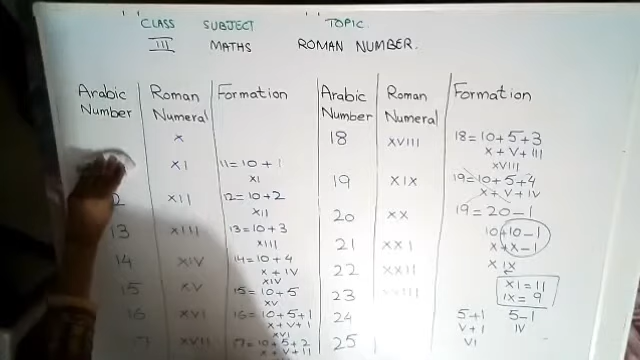 CLASS SUBJECT TOPIC.
III MATHS ROMAN NUMBER.
Arabic Number Roman Numeral Formation
X
XI 11=10+1
XI
2 XII 12=10+2
XII
13 XIII 13=10+3
XIII
14 XIV 14=10+4
X+IV
XIV
15 XV 15=10+5
XV
16 XVI 16=10+5+1
X+V+I
XVI
17 XVII 17=10+5+2
X+V+II
Arabic Number Roman Numeral Formation
18 XVIII 18=10+5+3
X+V+III
XVIII
19 XIX 19=10+5+4
X+V+IV
20 XX 19=20-1
10+10-1
21 XXI X+X-1
22 XXII X IX
23 XI=11
IX=9
24 5+1 5-1
V+1 IV
25 VI